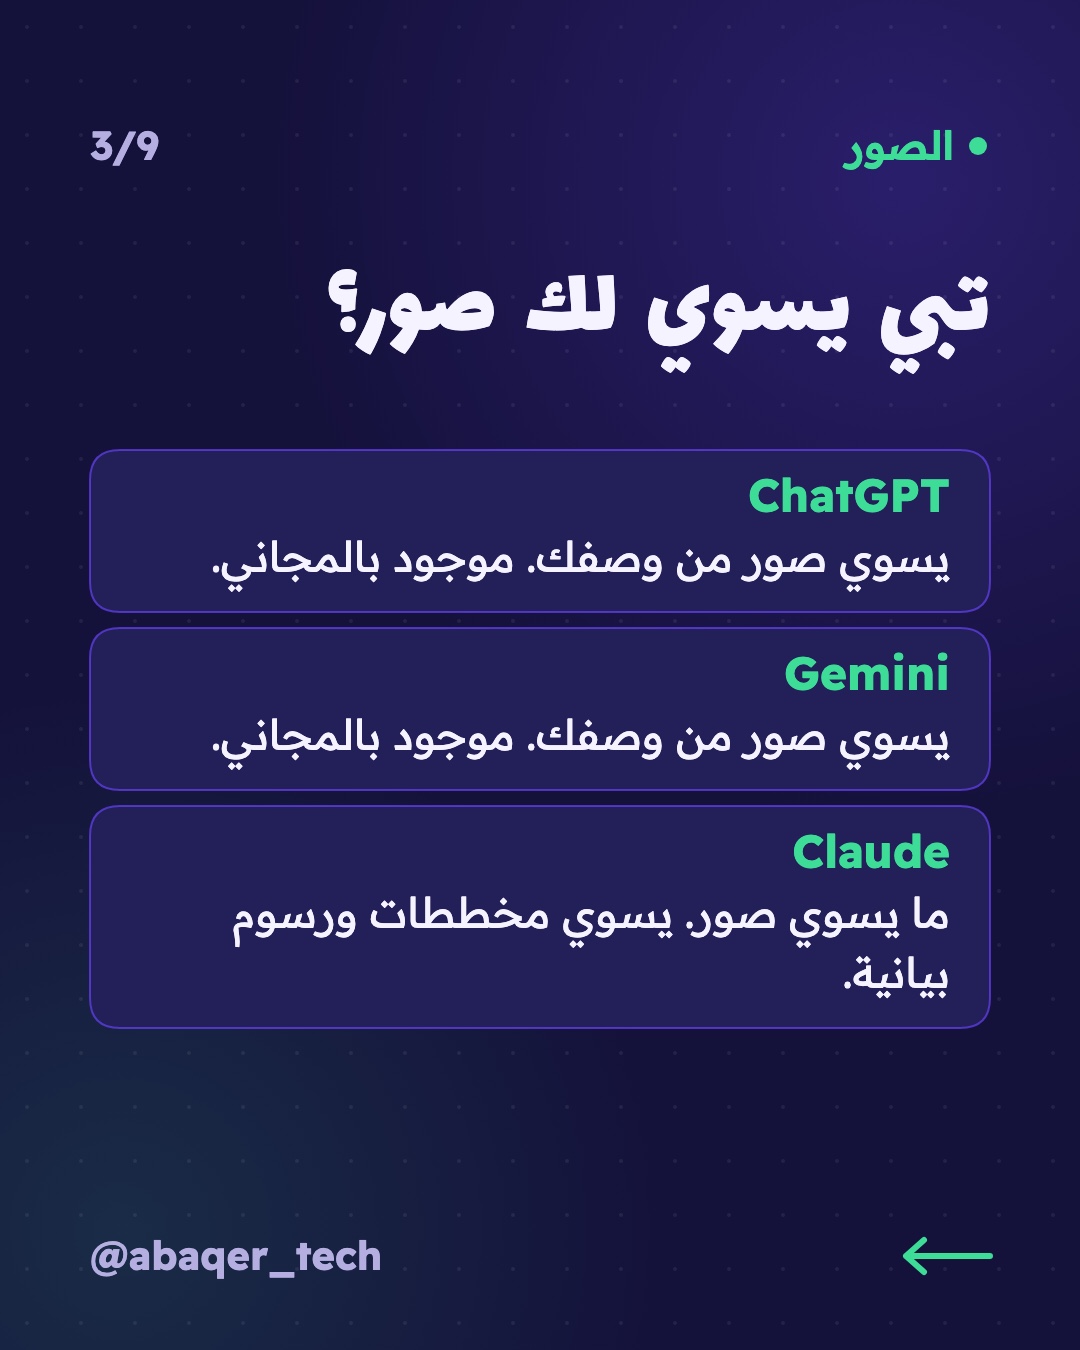 • الصور
3/9
تبي يسوي لك صور؟
ChatGPT
يسوي صور من وصفك. موجود بالمجاني.
Gemini
يسوي صور من وصفك. موجود بالمجاني.
Claude
ما يسوي صور. يسوي مخططات ورسوم
بيانية.
@abaqer_tech